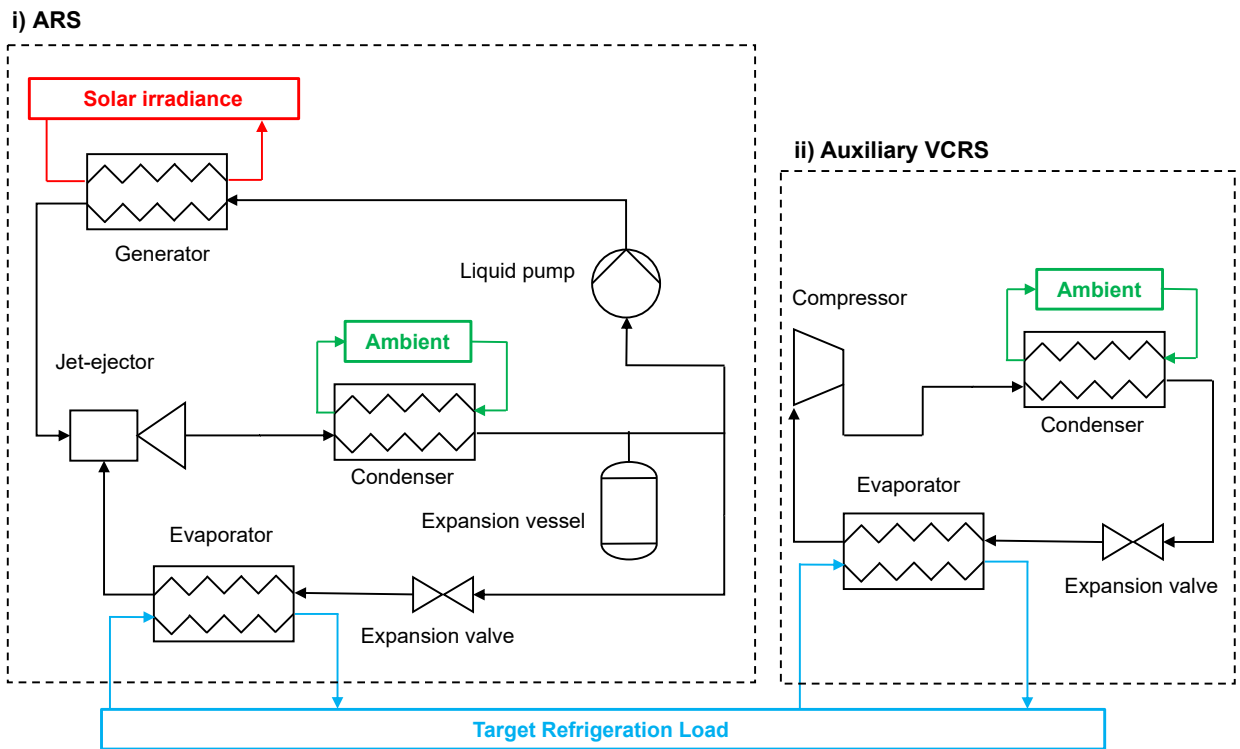 i) ARS
Solar irradiance
Generator
Liquid pump
Ambient
Jet-ejector
Condenser
Expansion vessel
Evaporator
Expansion valve
ii) Auxiliary VCRS
Compressor
Ambient
Condenser
Evaporator
Expansion valve
Target Refrigeration Load